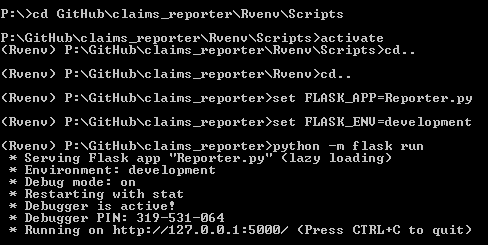 P:\>cd GitHub\claims_reporter\Rvenv\Scripts
P:\GitHub\claims_reporter\Rvenv\Scripts>activate
(Rvenv) P:\GitHub\claims_reporter\Rvenv\Scripts>cd..
(Rvenv) P:\GitHub\claims_reporter\Rvenv>cd..
(Rvenv) P:\GitHub\claims_reporter>set FLASK_APP=Reporter.py
(Rvenv) P:\GitHub\claims_reporter>set FLASK_ENV=development
(Rvenv) P:\GitHub\claims_reporter>python -m flask run
* Serving Flask app "Reporter.py" (lazy loading)
* Environment: development
* Debug mode: on
* Restarting with stat
* Debugger is active!
* Debugger PIN: 319-531-064
* Running on http://127.0.0.1:5000/ (Press CTRL+C to quit)